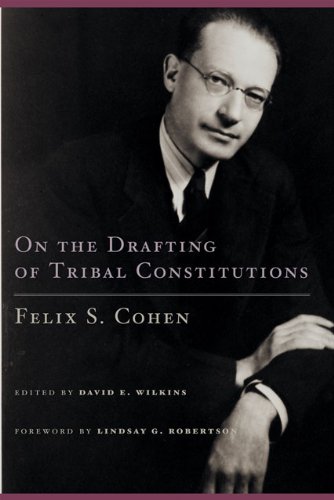 On the Drafting
of Tribal Constitutions
Felix S. Cohen
Edited by David E. Wilkins
Foreword by Lindsay G. Robertson